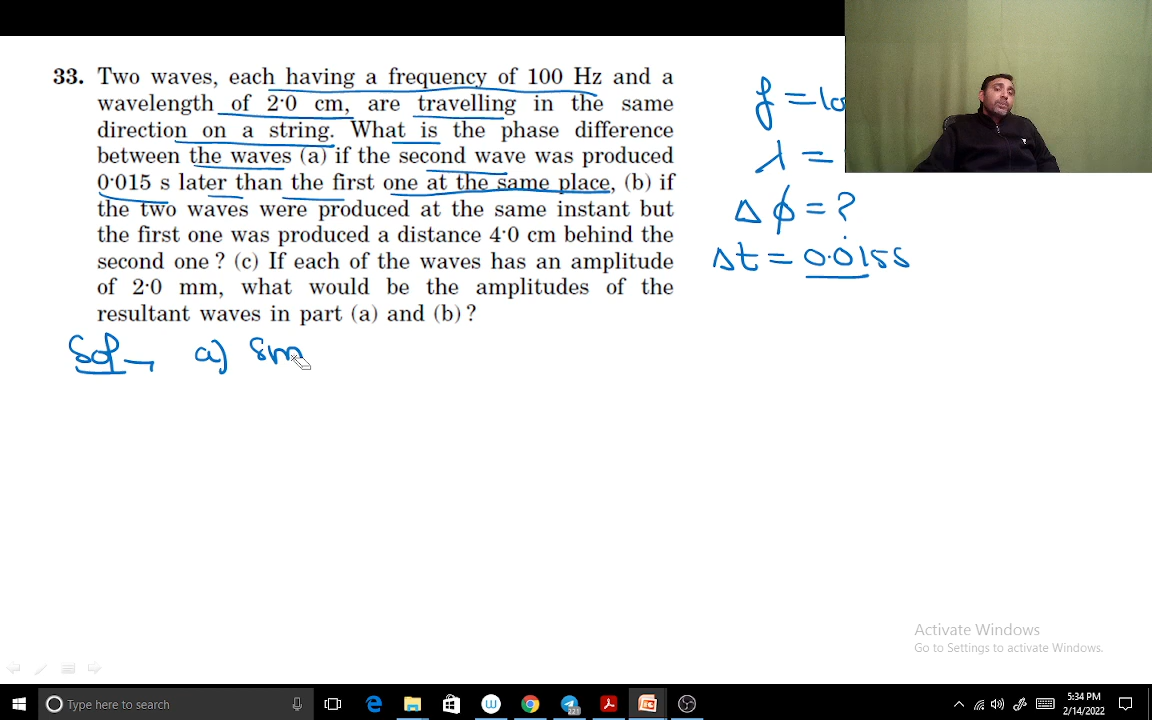 33. Two waves, each having a frequency of 100 Hz and a
wavelength of 2·0 cm, are travelling in the same
direction on a string. What is the phase difference
between the waves (a) if the second wave was produced
0·015 s later than the first one at the same place, (b) if
the two waves were produced at the same instant but
the first one was produced a distance 4·0 cm behind the
second one ? (c) If each of the waves has an amplitude
of 2·0 mm, what would be the amplitudes of the
resultant waves in part (a) and (b) ?
f = 10
λ =
Δφ = ?
Δt = 0.015s
Sol
a)
Activate Windows
Go to Settings to activate Windows.
Type here to search
221
5:34 PM
2/14/2022